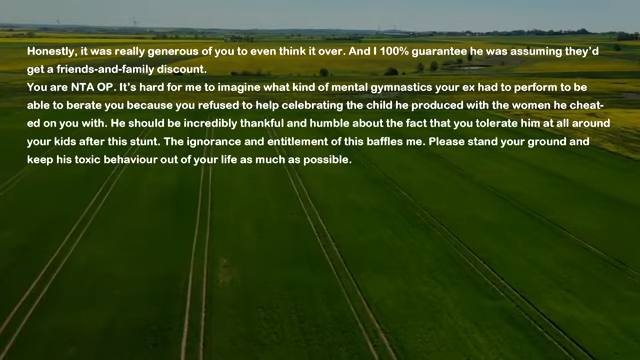 Honestly, it was really generous of you to even think it over. And I 100% guarantee he was assuming they'd
get a friends-and-family discount.
You are NTA OP. It's hard for me to imagine what kind of mental gymnastics your ex had to perform to be
able to berate you because you refused to help celebrating the child he produced with the women he cheat-
ed on you with. He should be incredibly thankful and humble about the fact that you tolerate him at all around
your kids after this stunt. The ignorance and entitlement of this baffles me. Please stand your ground and
keep his toxic behaviour out of your life as much as possible.